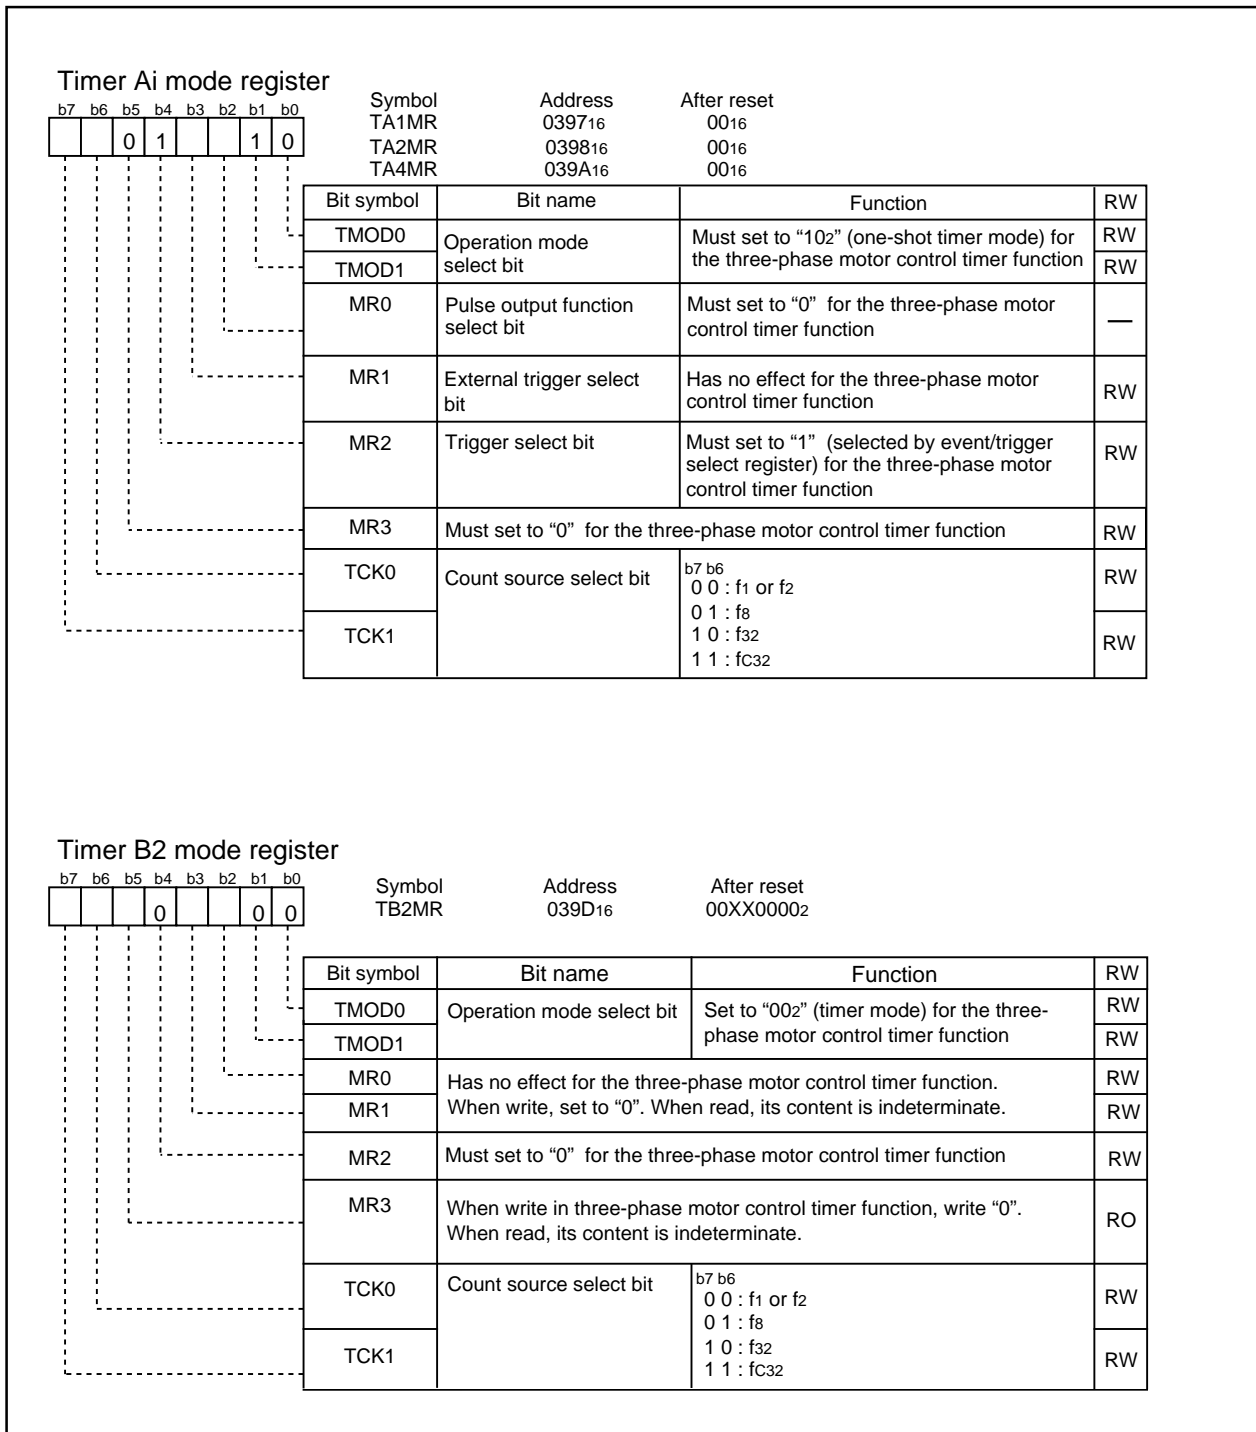 Timer Ai mode register
b7 b6 b5 b4 b3 b2 b1 b0
0 1 1 0
Symbol Address After reset
TA1MR 039716 0016
TA2MR 039816 0016
TA4MR 039A16 0016
Bit symbol Bit name Function RW
TMOD0 Operation mode Must set to “102” (one-shot timer mode) for RW
TMOD1 select bit the three-phase motor control timer function RW
MR0 Pulse output function Must set to “0” for the three-phase motor —
select bit control timer function
MR1 External trigger select Has no effect for the three-phase motor RW
bit control timer function
MR2 Trigger select bit Must set to “1” (selected by event/trigger RW
select register) for the three-phase motor
control timer function
MR3 Must set to “0” for the three-phase motor control timer function RW
TCK0 Count source select bit b7 b6 RW
0 0 : f1 or f2
0 1 : f8
TCK1 1 0 : f32 RW
1 1 : fC32
Timer B2 mode register
b7 b6 b5 b4 b3 b2 b1 b0
0 0 0
Symbol Address After reset
TB2MR 039D16 00XX00002
Bit symbol Bit name Function RW
TMOD0 Operation mode select bit Set to “002” (timer mode) for the three- RW
TMOD1 phase motor control timer function RW
MR0 Has no effect for the three-phase motor control timer function. RW
MR1 When write, set to “0”. When read, its content is indeterminate. RW
MR2 Must set to “0” for the three-phase motor control timer function RW
MR3 When write in three-phase motor control timer function, write “0”. RO
When read, its content is indeterminate.
TCK0 Count source select bit b7 b6 RW
0 0 : f1 or f2
0 1 : f8
TCK1 1 0 : f32 RW
1 1 : fC32